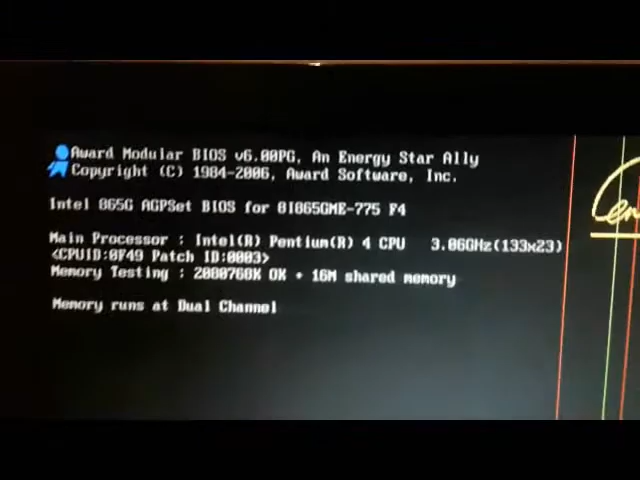 Award Modular BIOS v6.00PG, An Energy Star Ally
Copyright (C) 1984-2006, Award Software, Inc.
Intel 865G AGPSet BIOS for 8I865GME-775 F4
Main Processor : Intel(R) Pentium(R) 4 CPU 3.06GHz(133x23)
<CPUID:0F49 Patch ID:0003>
Memory Testing : 2080768K OK + 16M shared memory
Memory runs at Dual Channel